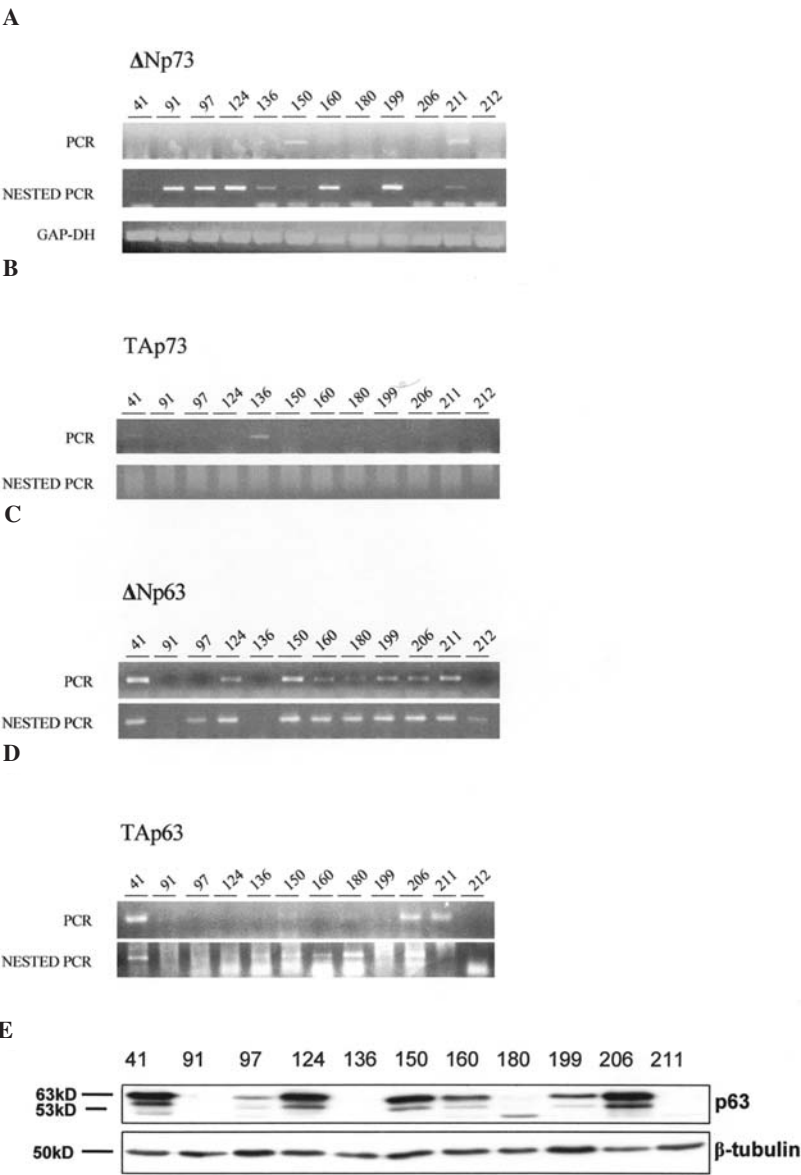 A
ΔNp73
41 91 97 124 136 150 160 180 199 206 211 212
PCR
NESTED PCR
GAP-DH
B
TAp73
41 91 97 124 136 150 160 180 199 206 211 212
PCR
NESTED PCR
C
ΔNp63
41 91 97 124 136 150 160 180 199 206 211 212
PCR
NESTED PCR
D
TAp63
41 91 97 124 136 150 160 180 199 206 211 212
PCR
NESTED PCR
E
41 91 97 124 136 150 160 180 199 206 211
63kD
53kD
p63
50kD
β-tubulin